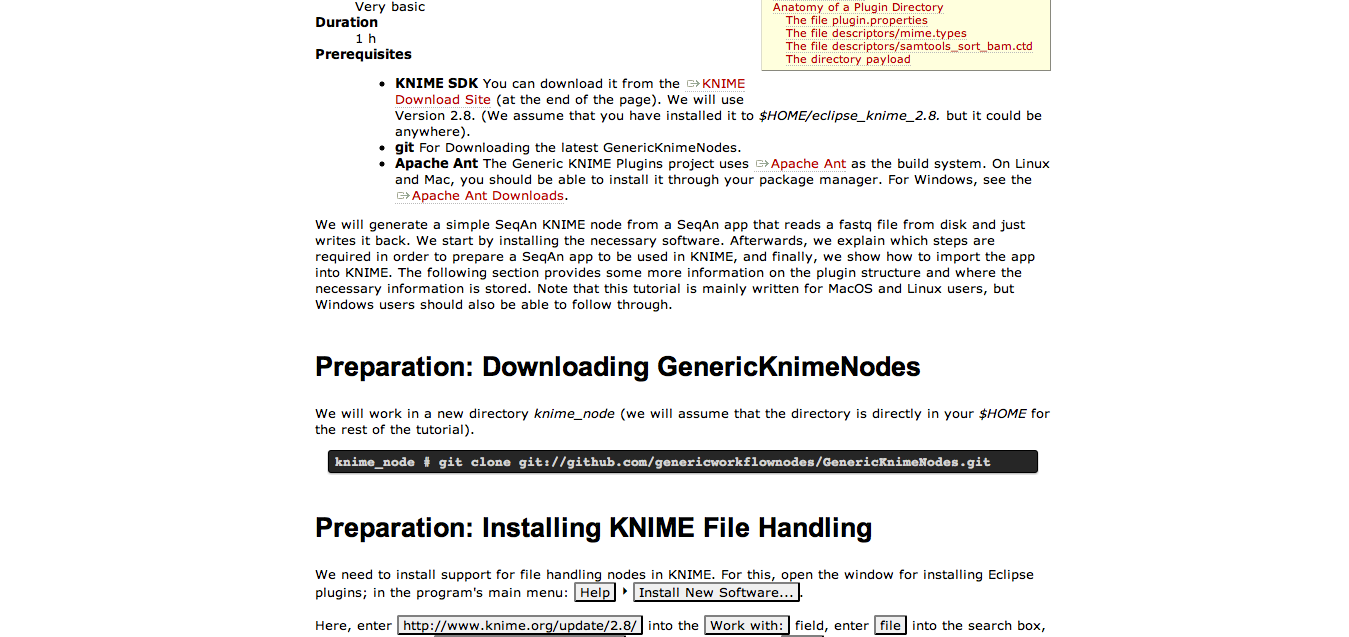 Very basic
Duration
1 h
Prerequisites
Anatomy of a Plugin Directory
The file plugin.properties
The file descriptors/mime.types
The file descriptors/samtools_sort_bam.ctd
The directory payload
• KNIME SDK You can download it from the KNIME
Download Site (at the end of the page). We will use
Version 2.8. (We assume that you have installed it to $HOME/eclipse_knime_2.8. but it could be
anywhere).
• git For Downloading the latest GenericKnimeNodes.
• Apache Ant The Generic KNIME Plugins project uses Apache Ant as the build system. On Linux
and Mac, you should be able to install it through your package manager. For Windows, see the
Apache Ant Downloads.
We will generate a simple SeqAn KNIME node from a SeqAn app that reads a fastq file from disk and just
writes it back. We start by installing the necessary software. Afterwards, we explain which steps are
required in order to prepare a SeqAn app to be used in KNIME, and finally, we show how to import the app
into KNIME. The following section provides some more information on the plugin structure and where the
necessary information is stored. Note that this tutorial is mainly written for MacOS and Linux users, but
Windows users should also be able to follow through.
Preparation: Downloading GenericKnimeNodes
We will work in a new directory knime_node (we will assume that the directory is directly in your $HOME for
the rest of the tutorial).
knime_node # git clone git://github.com/genericworkflownodes/GenericKnimeNodes.git
Preparation: Installing KNIME File Handling
We need to install support for file handling nodes in KNIME. For this, open the window for installing Eclipse
plugins; in the program's main menu: Help ‣ Install New Software....
Here, enter http://www.knime.org/update/2.8/ into the Work with: field, enter file into the search box,